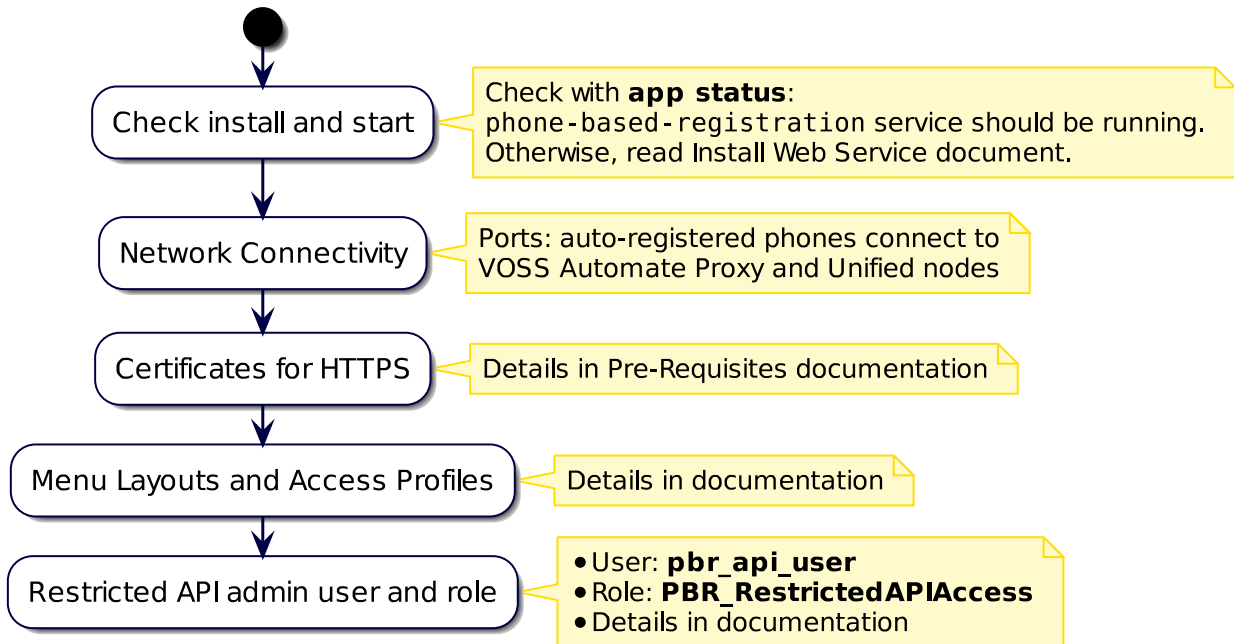 Check install and start
Check with app status:
phone-based-registration service should be running.
Otherwise, read Install Web Service document.
Network Connectivity
Ports: auto-registered phones connect to
VOSS Automate Proxy and Unified nodes
Certificates for HTTPS
Details in Pre-Requisites documentation
Menu Layouts and Access Profiles
Details in documentation
Restricted API admin user and role
• User: pbr_api_user
• Role: PBR_RestrictedAPIAccess
• Details in documentation